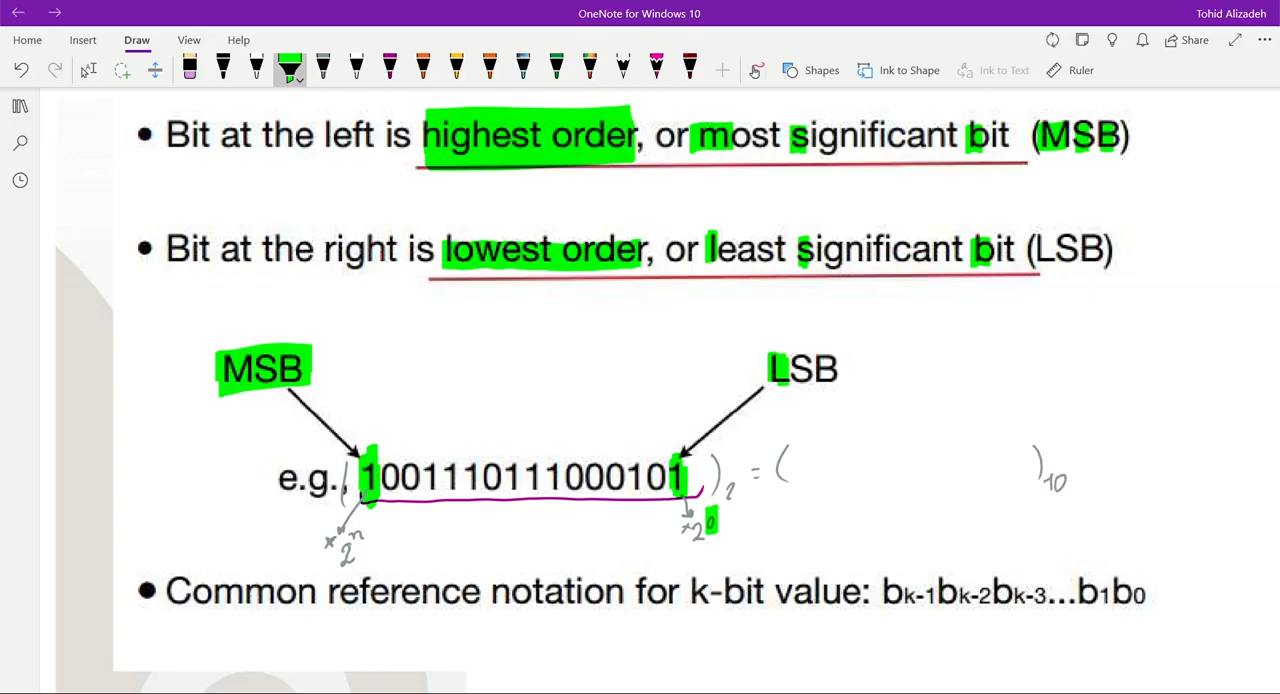 OneNote for Windows 10
Tohid Alizadeh
Home Insert Draw View Help
Share
Shapes Ink to Shape Ink to Text Ruler
• Bit at the left is highest order, or most significant bit (MSB)
• Bit at the right is lowest order, or least significant bit (LSB)
MSB LSB
e.g., (1001110111000101)2 = ( )10
×2^n ×2^0
• Common reference notation for k-bit value: bk-1bk-2bk-3...b1b0